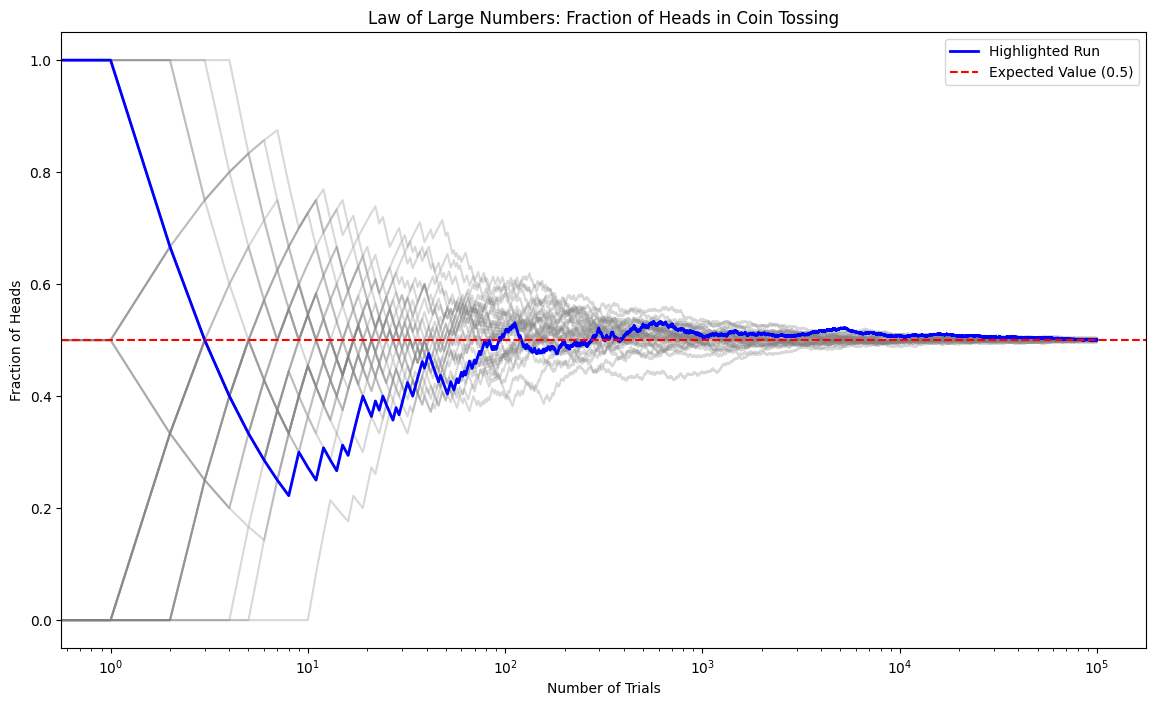 Law of Large Numbers: Fraction of Heads in Coin Tossing
Highlighted Run
Expected Value (0.5)
Fraction of Heads
1.0
0.8
0.6
0.4
0.2
0.0
10⁰
10¹
10²
10³
10⁴
10⁵
Number of Trials